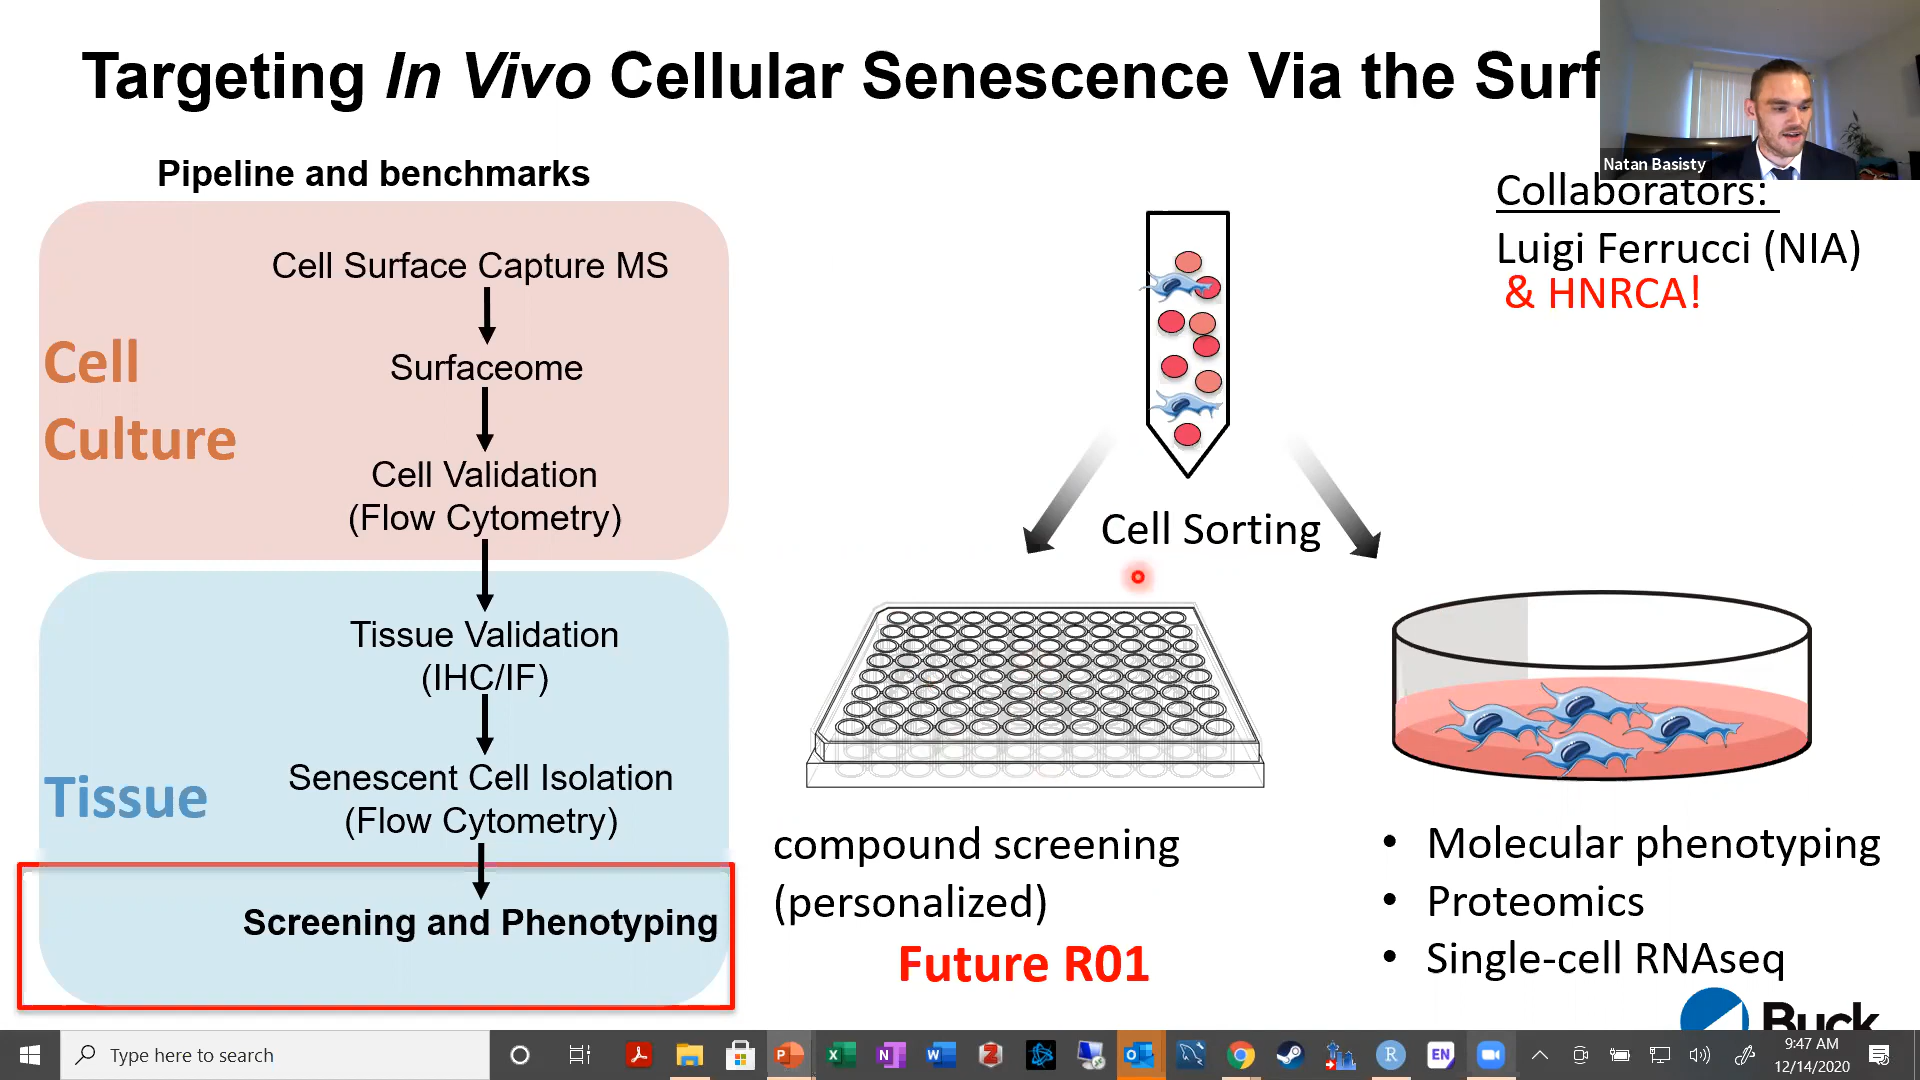 Targeting In Vivo Cellular Senescence Via the Surf
Natan Basisty
Pipeline and benchmarks
Cell Surface Capture MS
Surfaceome
Cell Validation
(Flow Cytometry)
Cell
Culture
Tissue Validation
(IHC/IF)
Senescent Cell Isolation
(Flow Cytometry)
Tissue
Screening and Phenotyping
Collaborators:
Luigi Ferrucci (NIA)
& HNRCA!
Cell Sorting
compound screening
(personalized)
Future R01
• Molecular phenotyping
• Proteomics
• Single-cell RNAseq
Buck
Type here to search
EN
9:47 AM
12/14/2020